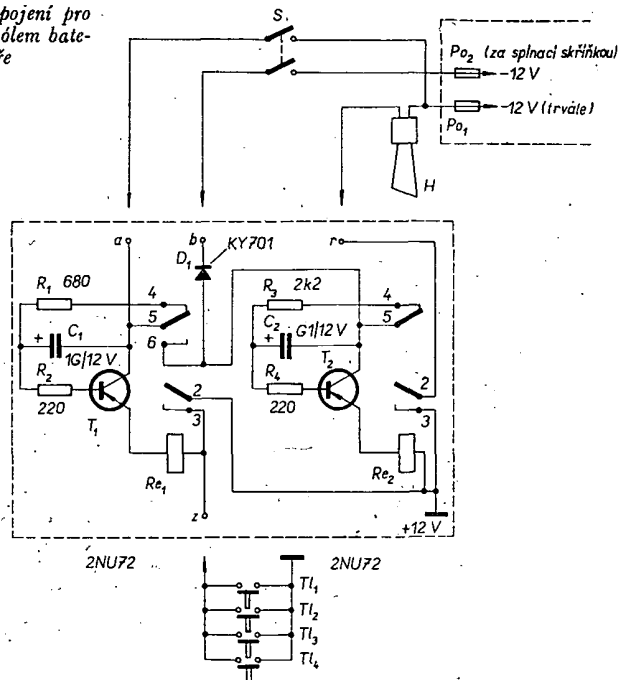 pojení pro
ólem bate-
ře
S1
Po2 (za spínací skříňkou)
-12 V
-12 V (trvale)
Po1
H
a
b
KY701
r
D1
R1 680
4
5
6
C1
+
1G/12 V
R2
220
T1
2
3
Re1
z
R3 2k2
4
5
C2
+
G1/12 V
T2
R4
220
2
3
Re2
+12 V
2NU72
2NU72
Tl1
Tl2
Tl3
Tl4